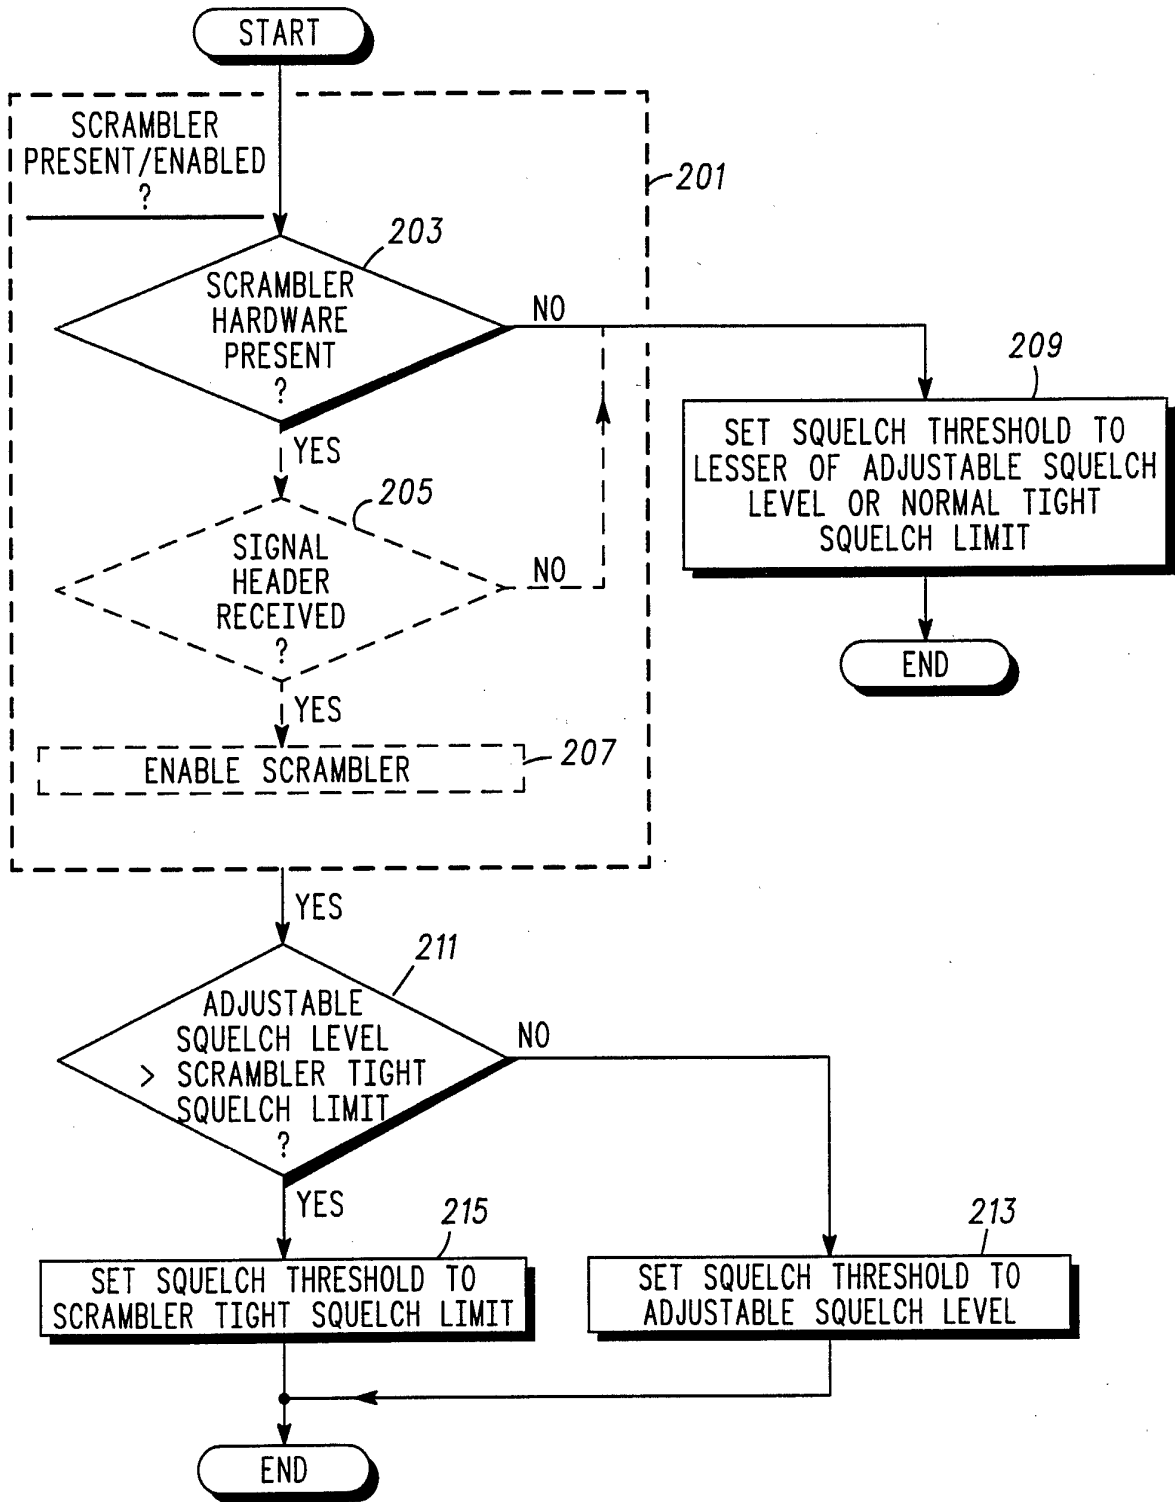 START
SCRAMBLER
PRESENT/ENABLED
?
201
203
SCRAMBLER
HARDWARE
PRESENT
?
NO
YES
209
SET SQUELCH THRESHOLD TO
LESSER OF ADJUSTABLE SQUELCH
LEVEL OR NORMAL TIGHT
SQUELCH LIMIT
END
205
SIGNAL
HEADER
RECEIVED
?
NO
YES
ENABLE SCRAMBLER
207
YES
211
ADJUSTABLE
SQUELCH LEVEL
> SCRAMBLER TIGHT
SQUELCH LIMIT
?
NO
YES
215
SET SQUELCH THRESHOLD TO
SCRAMBLER TIGHT SQUELCH LIMIT
213
SET SQUELCH THRESHOLD TO
ADJUSTABLE SQUELCH LEVEL
END